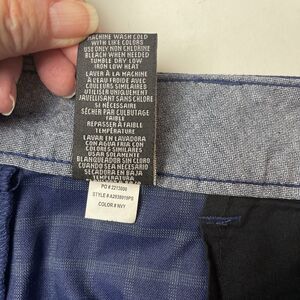 MACHINE WASH COLD
WITH LIKE COLORS
USE ONLY NON CHLORINE
BLEACH WHEN NEEDED
TUMBLE DRY LOW
IRON LOW HEAT
LAVER À LA MACHINE
À L'EAU FROIDE AVEC
COULEURS SIMILAIRES
UTILISER UNIQUEMENT
JAVELLISANT SANS CHLORE
SI NÉCESSAIRE
SÉCHER PAR CULBUTAGE
FAIBLE
REPASSER À FAIBLE
TEMPÉRATURE
LAVAR EN LAVADORA
CON AGUA FRIA CON
COLORES SIMILARES
USAR SOLAMENTE
BLANQUEADOR SIN CLORO
CUANDO SEA NECESARIO
SECADORA EN BAJA
TEMPERATURA
PO # 2213000
COLOR # NVY